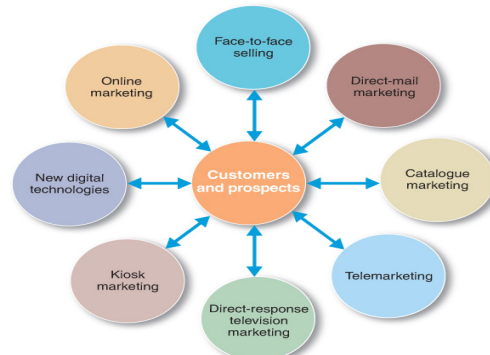 Face-to-face
selling
Online
marketing
Direct-mail
marketing
New digital
technologies
Customers
and prospects
Catalogue
marketing
Kiosk
marketing
Telemarketing
Direct-response
television
marketing